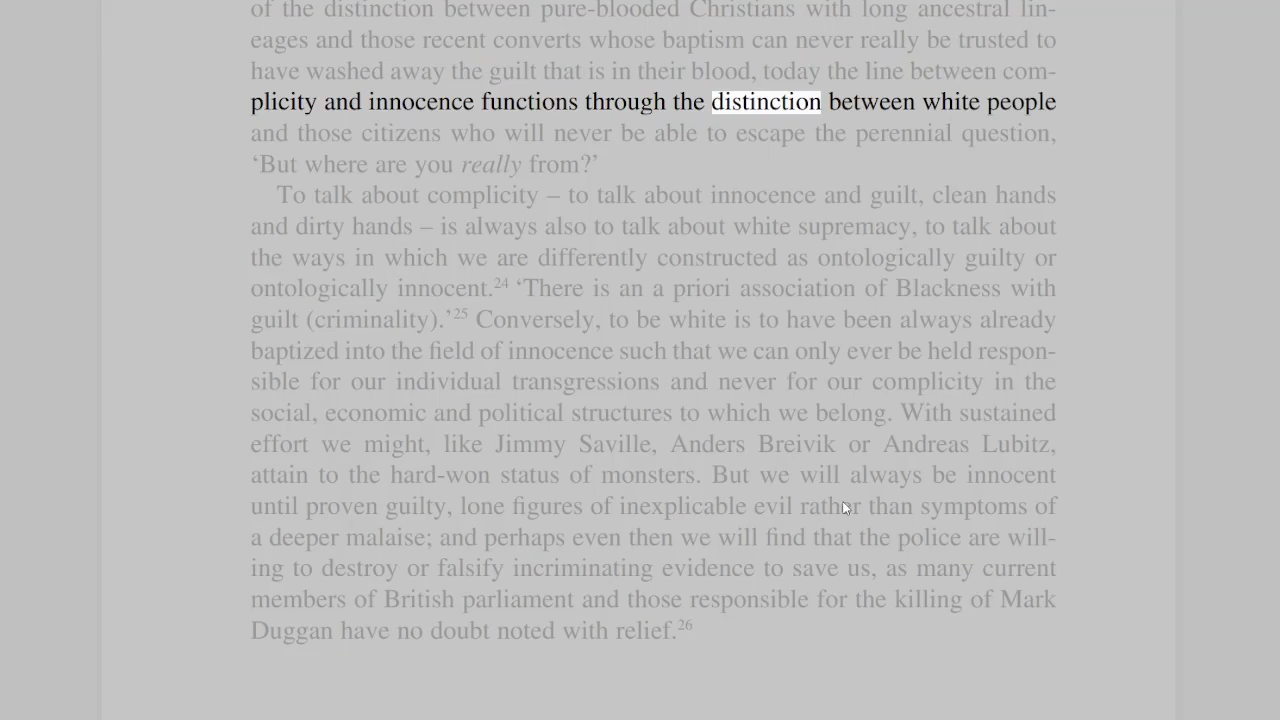 of the distinction between pure-blooded Christians with long ancestral lin-
eages and those recent converts whose baptism can never really be trusted to
have washed away the guilt that is in their blood, today the line between com-
plicity and innocence functions through the distinction between white people
and those citizens who will never be able to escape the perennial question,
‘But where are you really from?’
To talk about complicity – to talk about innocence and guilt, clean hands
and dirty hands – is always also to talk about white supremacy, to talk about
the ways in which we are differently constructed as ontologically guilty or
ontologically innocent.24 ‘There is an a priori association of Blackness with
guilt (criminality).’25 Conversely, to be white is to have been always already
baptized into the field of innocence such that we can only ever be held respon-
sible for our individual transgressions and never for our complicity in the
social, economic and political structures to which we belong. With sustained
effort we might, like Jimmy Saville, Anders Breivik or Andreas Lubitz,
attain to the hard-won status of monsters. But we will always be innocent
until proven guilty, lone figures of inexplicable evil rather than symptoms of
a deeper malaise; and perhaps even then we will find that the police are will-
ing to destroy or falsify incriminating evidence to save us, as many current
members of British parliament and those responsible for the killing of Mark
Duggan have no doubt noted with relief.26